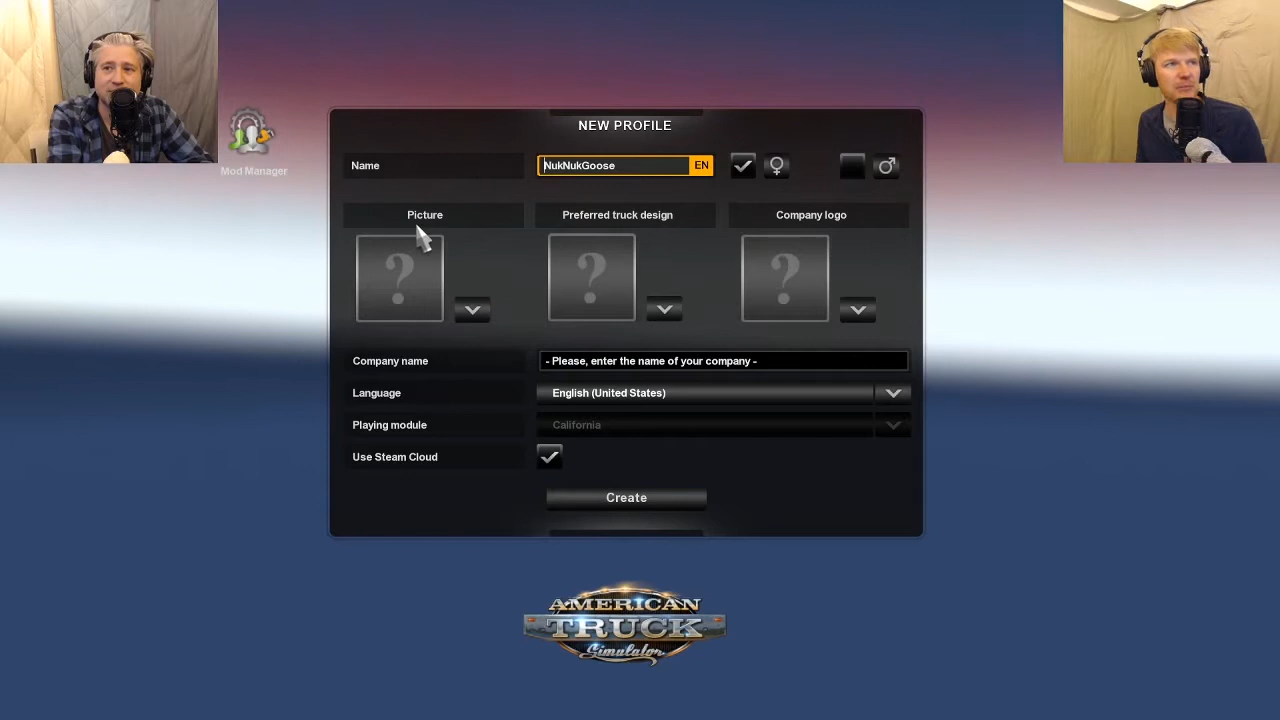 NEW PROFILE
Name
NukNukGoose
EN
Picture
Preferred truck design
Company logo
?
?
?
Company name
- Please, enter the name of your company -
Language
English (United States)
Playing module
California
Use Steam Cloud
Create
Mod Manager
AMERICAN
TRUCK
Simulator